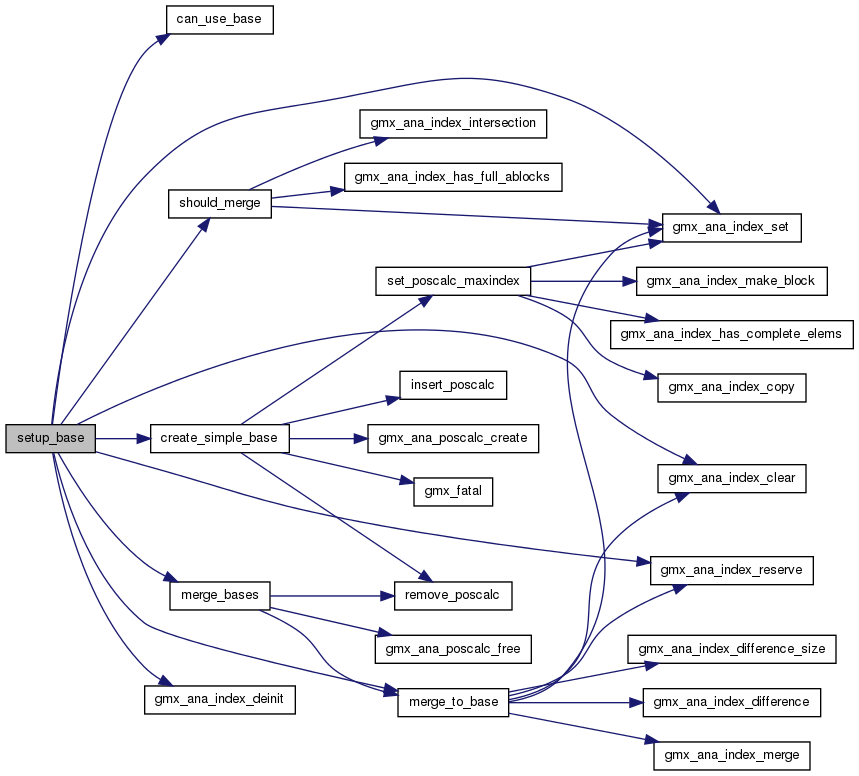 can_use_base
gmx_ana_index_intersection
gmx_ana_index_has_full_ablocks
should_merge
gmx_ana_index_set
set_poscalc_maxindex
gmx_ana_index_make_block
gmx_ana_index_has_complete_elems
insert_poscalc
gmx_ana_index_copy
setup_base
create_simple_base
gmx_ana_poscalc_create
gmx_ana_index_clear
gmx_fatal
gmx_ana_index_reserve
merge_bases
remove_poscalc
gmx_ana_poscalc_free
gmx_ana_index_difference_size
gmx_ana_index_deinit
merge_to_base
gmx_ana_index_difference
gmx_ana_index_merge